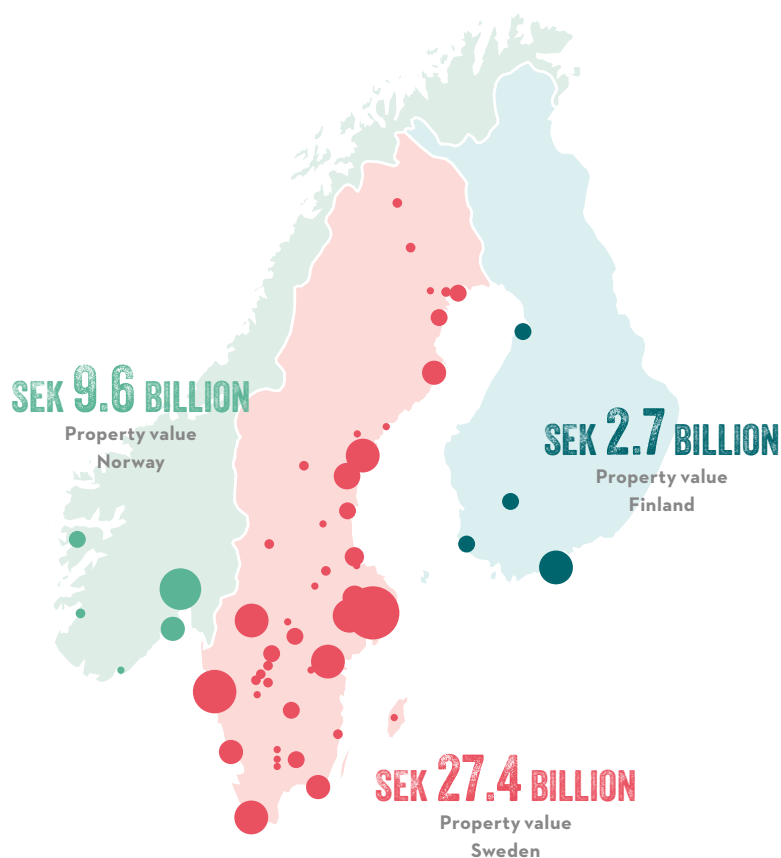 SEK 9.6 BILLION
Property value
Norway
SEK 2.7 BILLION
Property value
Finland
SEK 27.4 BILLION
Property value
Sweden